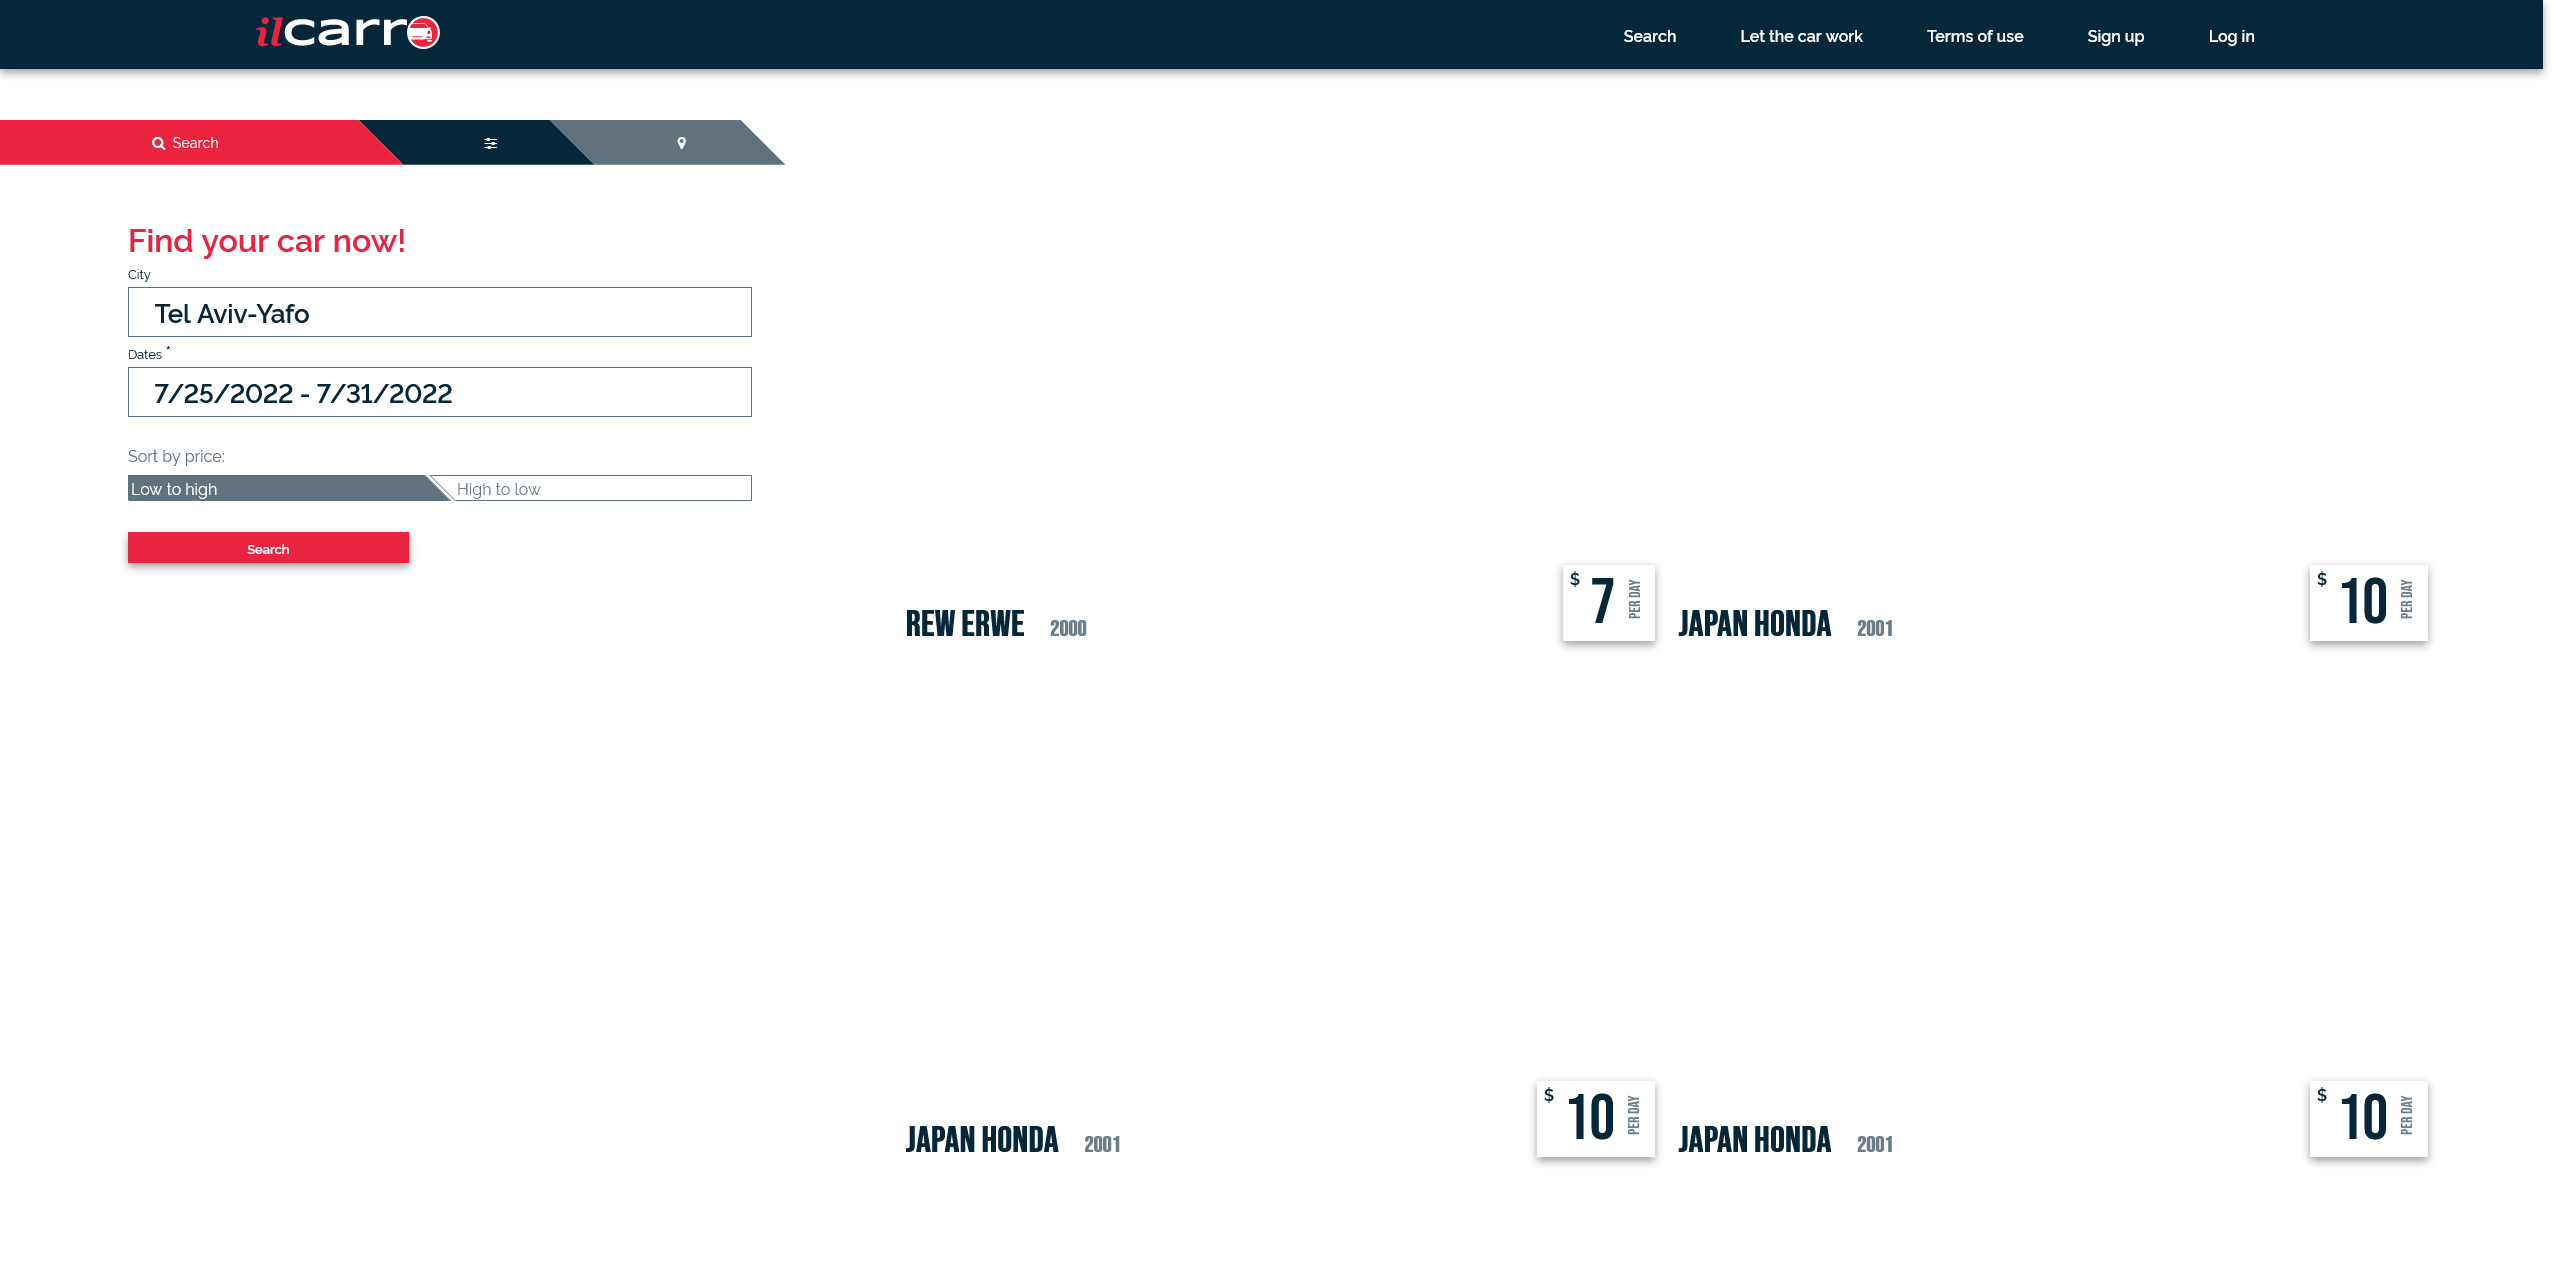 ilcarro
Search Let the car work Terms of use Sign up Log in
Search
Find your car now!
City
Tel Aviv-Yafo
Dates *
7/25/2022 - 7/31/2022
Sort by price:
Low to high High to low
Search
REW ERWE 2000 $ 7 PER DAY
JAPAN HONDA 2001 $ 10 PER DAY
JAPAN HONDA 2001 $ 10 PER DAY
JAPAN HONDA 2001 $ 10 PER DAY